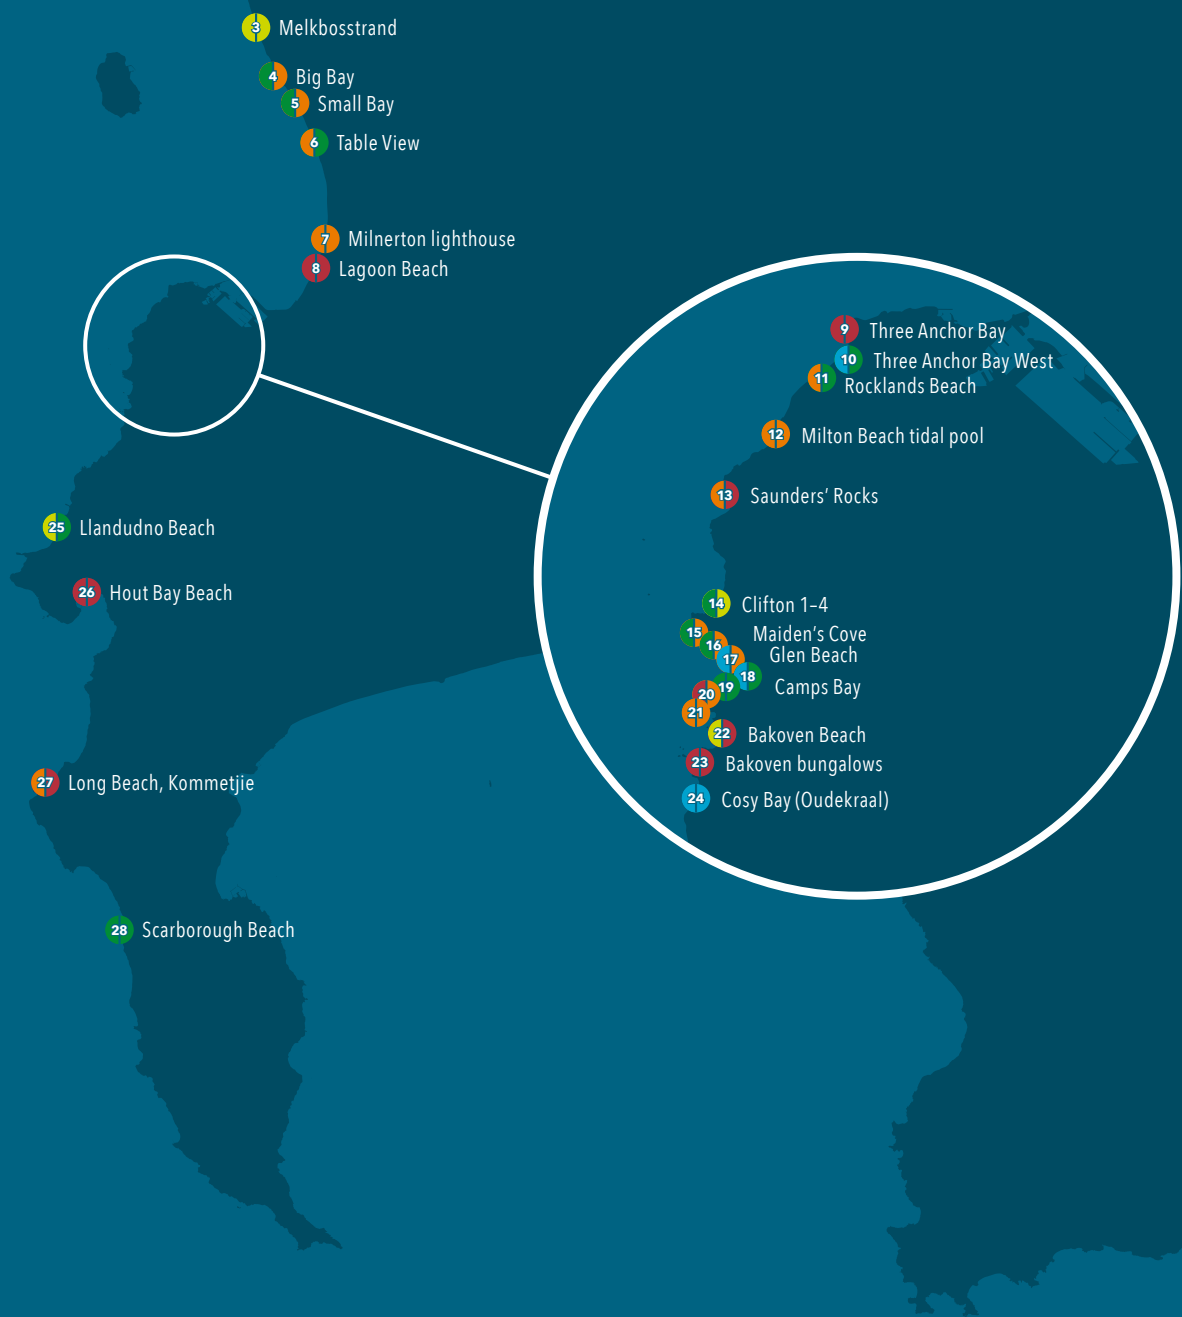 3 Melkbosstrand
4 Big Bay
5 Small Bay
6 Table View
7 Milnerton lighthouse
8 Lagoon Beach
9 Three Anchor Bay
10 Three Anchor Bay West
11 Rocklands Beach
12 Milton Beach tidal pool
13 Saunders’ Rocks
14 Clifton 1–4
15
16 Maiden’s Cove
17 Glen Beach
18
19 Camps Bay
20
21
22 Bakoven Beach
23 Bakoven bungalows
24 Cosy Bay (Oudekraal)
25 Llandudno Beach
26 Hout Bay Beach
27 Long Beach, Kommetjie
28 Scarborough Beach